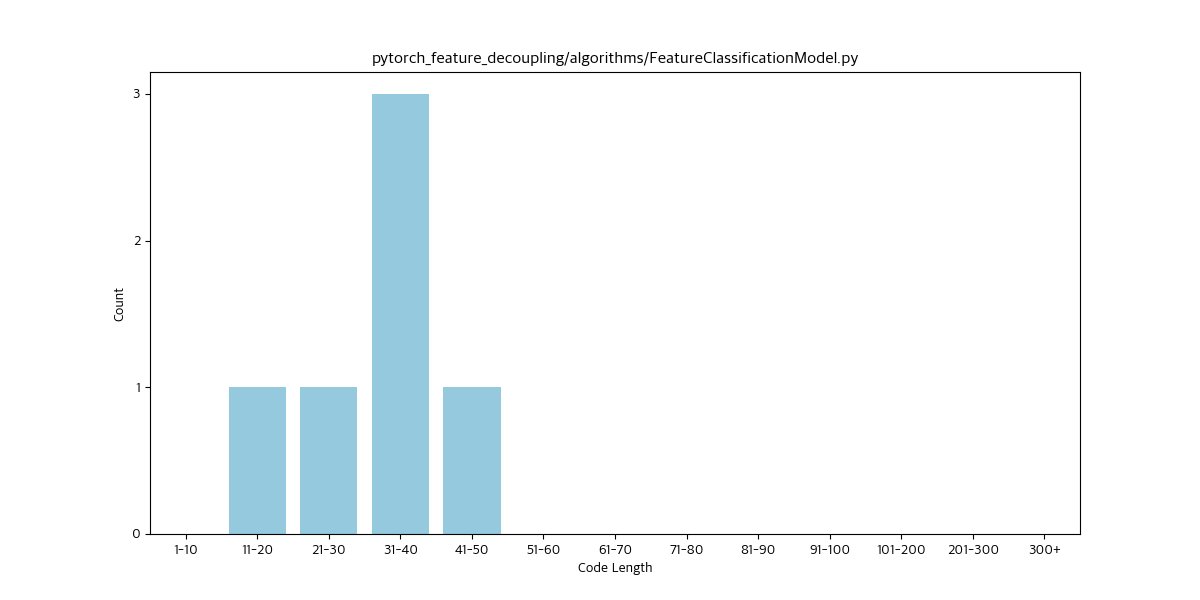 pytorch_feature_decoupling/algorithms/FeatureClassificationModel.py
3
2
1
0
Count
1-10 11-20 21-30 31-40 41-50 51-60 61-70 71-80 81-90 91-100 101-200 201-300 300+
Code Length